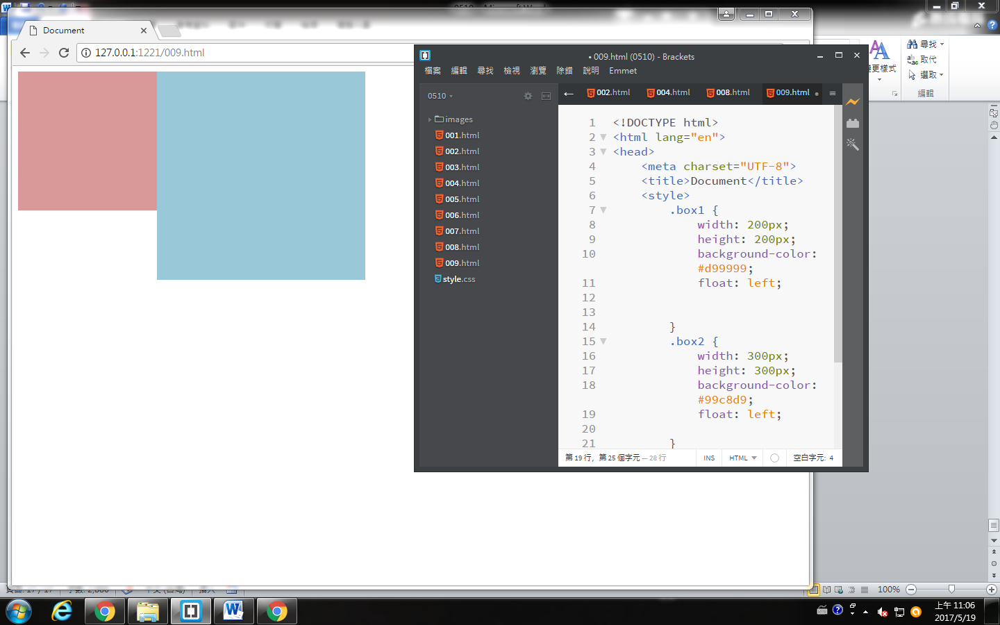 Document
127.0.0.1:1221/009.html
• 009.html (0510) - Brackets
檔案 編輯 尋找 檢視 瀏覽 除錯 說明 Emmet
0510
images
001.html
002.html
003.html
004.html
005.html
006.html
007.html
008.html
009.html
style.css
002.html 004.html 008.html 009.html
1 <!DOCTYPE html>
2 <html lang="en">
3 <head>
4 <meta charset="UTF-8">
5 <title>Document</title>
6 <style>
7 .box1 {
8 width: 200px;
9 height: 200px;
10 background-color:
#d99999;
11 float: left;
12
13
14 }
15 .box2 {
16 width: 300px;
17 height: 300px;
18 background-color:
#99c8d9;
19 float: left;
20
21 }
第 19 行，第 25 個字元 — 28 行 INS HTML 空白字元: 4
變更樣式
尋找
取代
選取
編輯
100%
上午 11:06
2017/5/19